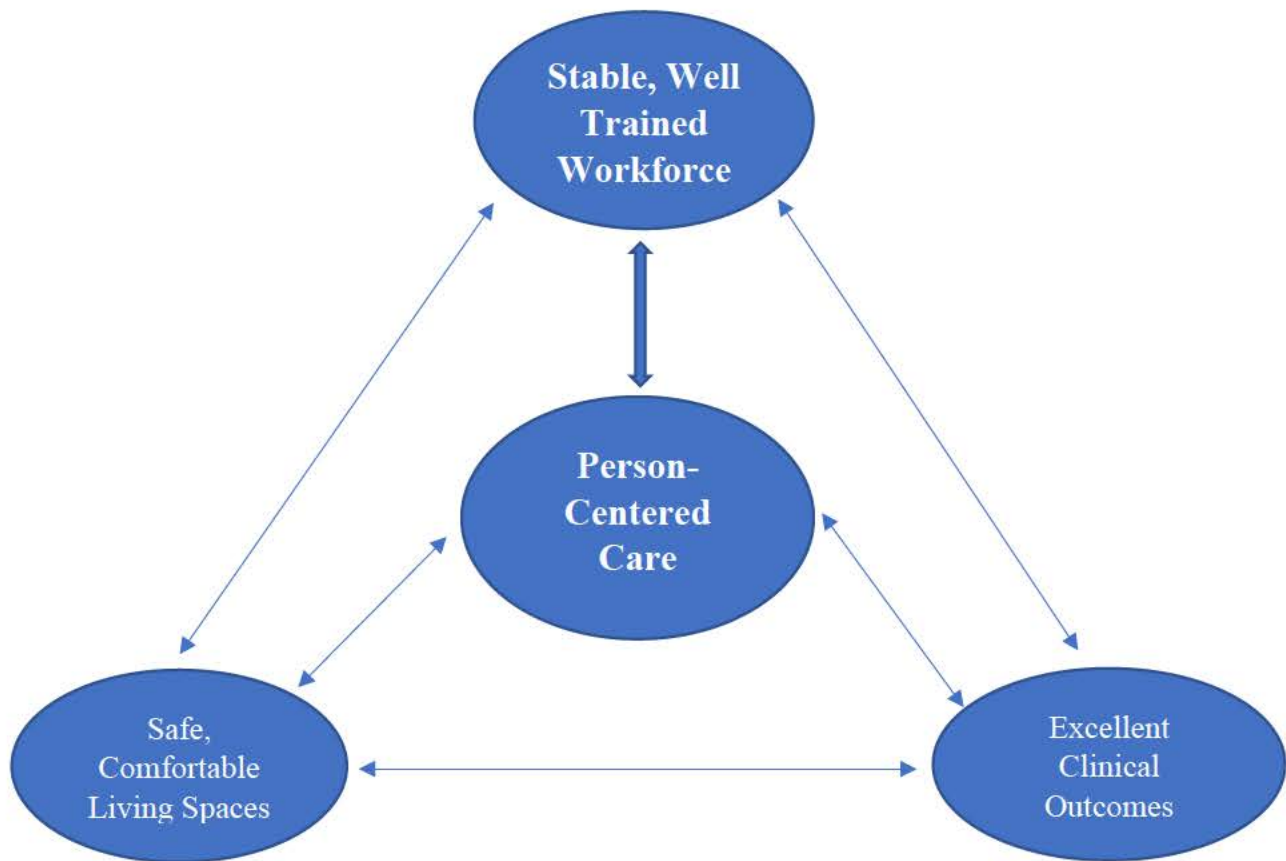 Stable, Well
Trained
Workforce
Person-
Centered
Care
Safe,
Comfortable
Living Spaces
Excellent
Clinical
Outcomes